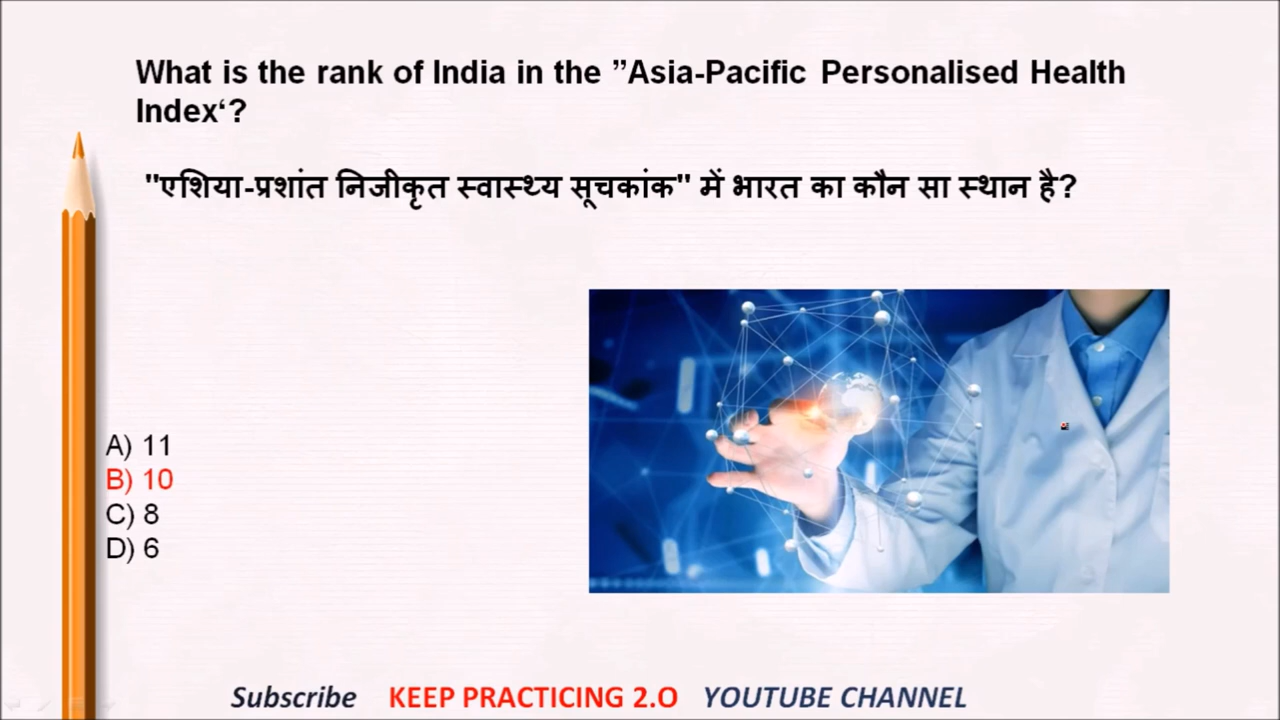 What is the rank of India in the ”Asia-Pacific Personalised Health
Index‘?
"एशिया-प्रशांत निजीकृत स्वास्थ्य सूचकांक" में भारत का कौन सा स्थान है?
A) 11
B) 10
C) 8
D) 6
Subscribe KEEP PRACTICING 2.O YOUTUBE CHANNEL